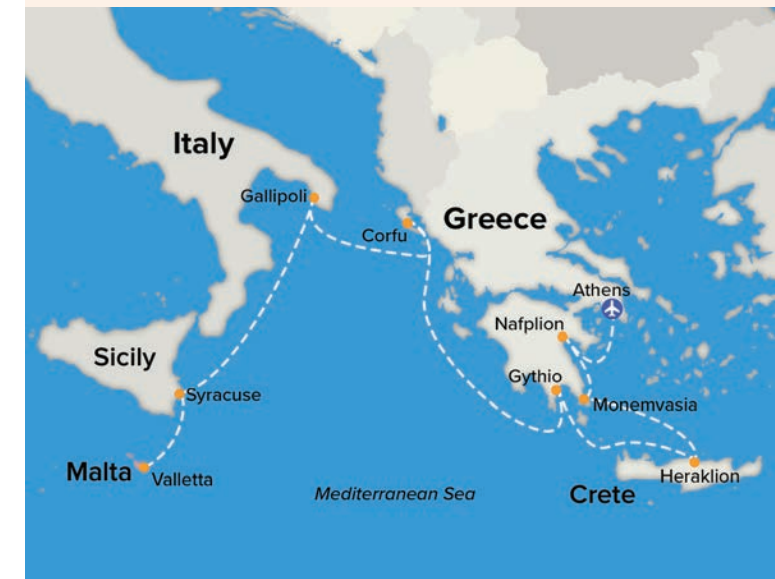 Italy
Gallipoli
Corfu
Greece
Athens
Nafplion
Sicily
Gythio
Syracuse
Monemvasia
Malta
Valletta
Mediterranean Sea
Crete
Heraklion